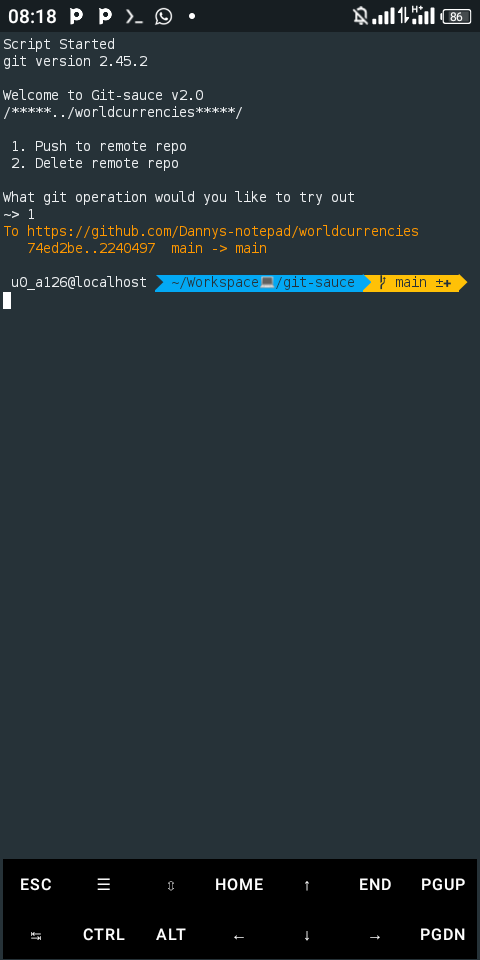 08:18 H+ 86
Script Started
git version 2.45.2
Welcome to Git-sauce v2.0
/*****../worldcurrencies*****/
1. Push to remote repo
2. Delete remote repo
What git operation would you like to try out
~> 1
To https://github.com/Dannys-notepad/worldcurrencies
74ed2be..2240497 main -> main
u0_a126@localhost ~/Workspace💻/git-sauce main ±✚
ESC ☰ ⇳ HOME ↑ END PGUP
↹ CTRL ALT ← ↓ → PGDN